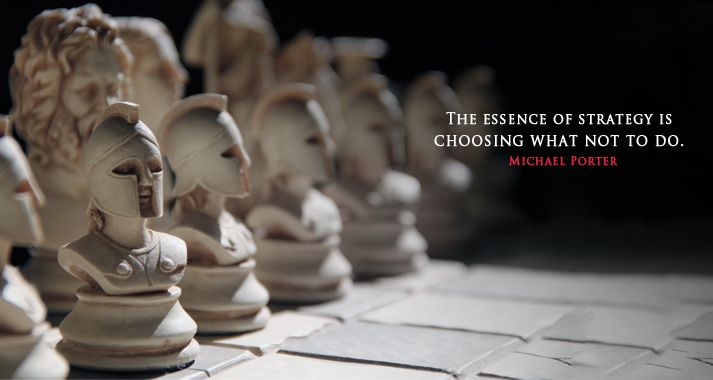 The essence of strategy is
choosing what not to do.
Michael Porter